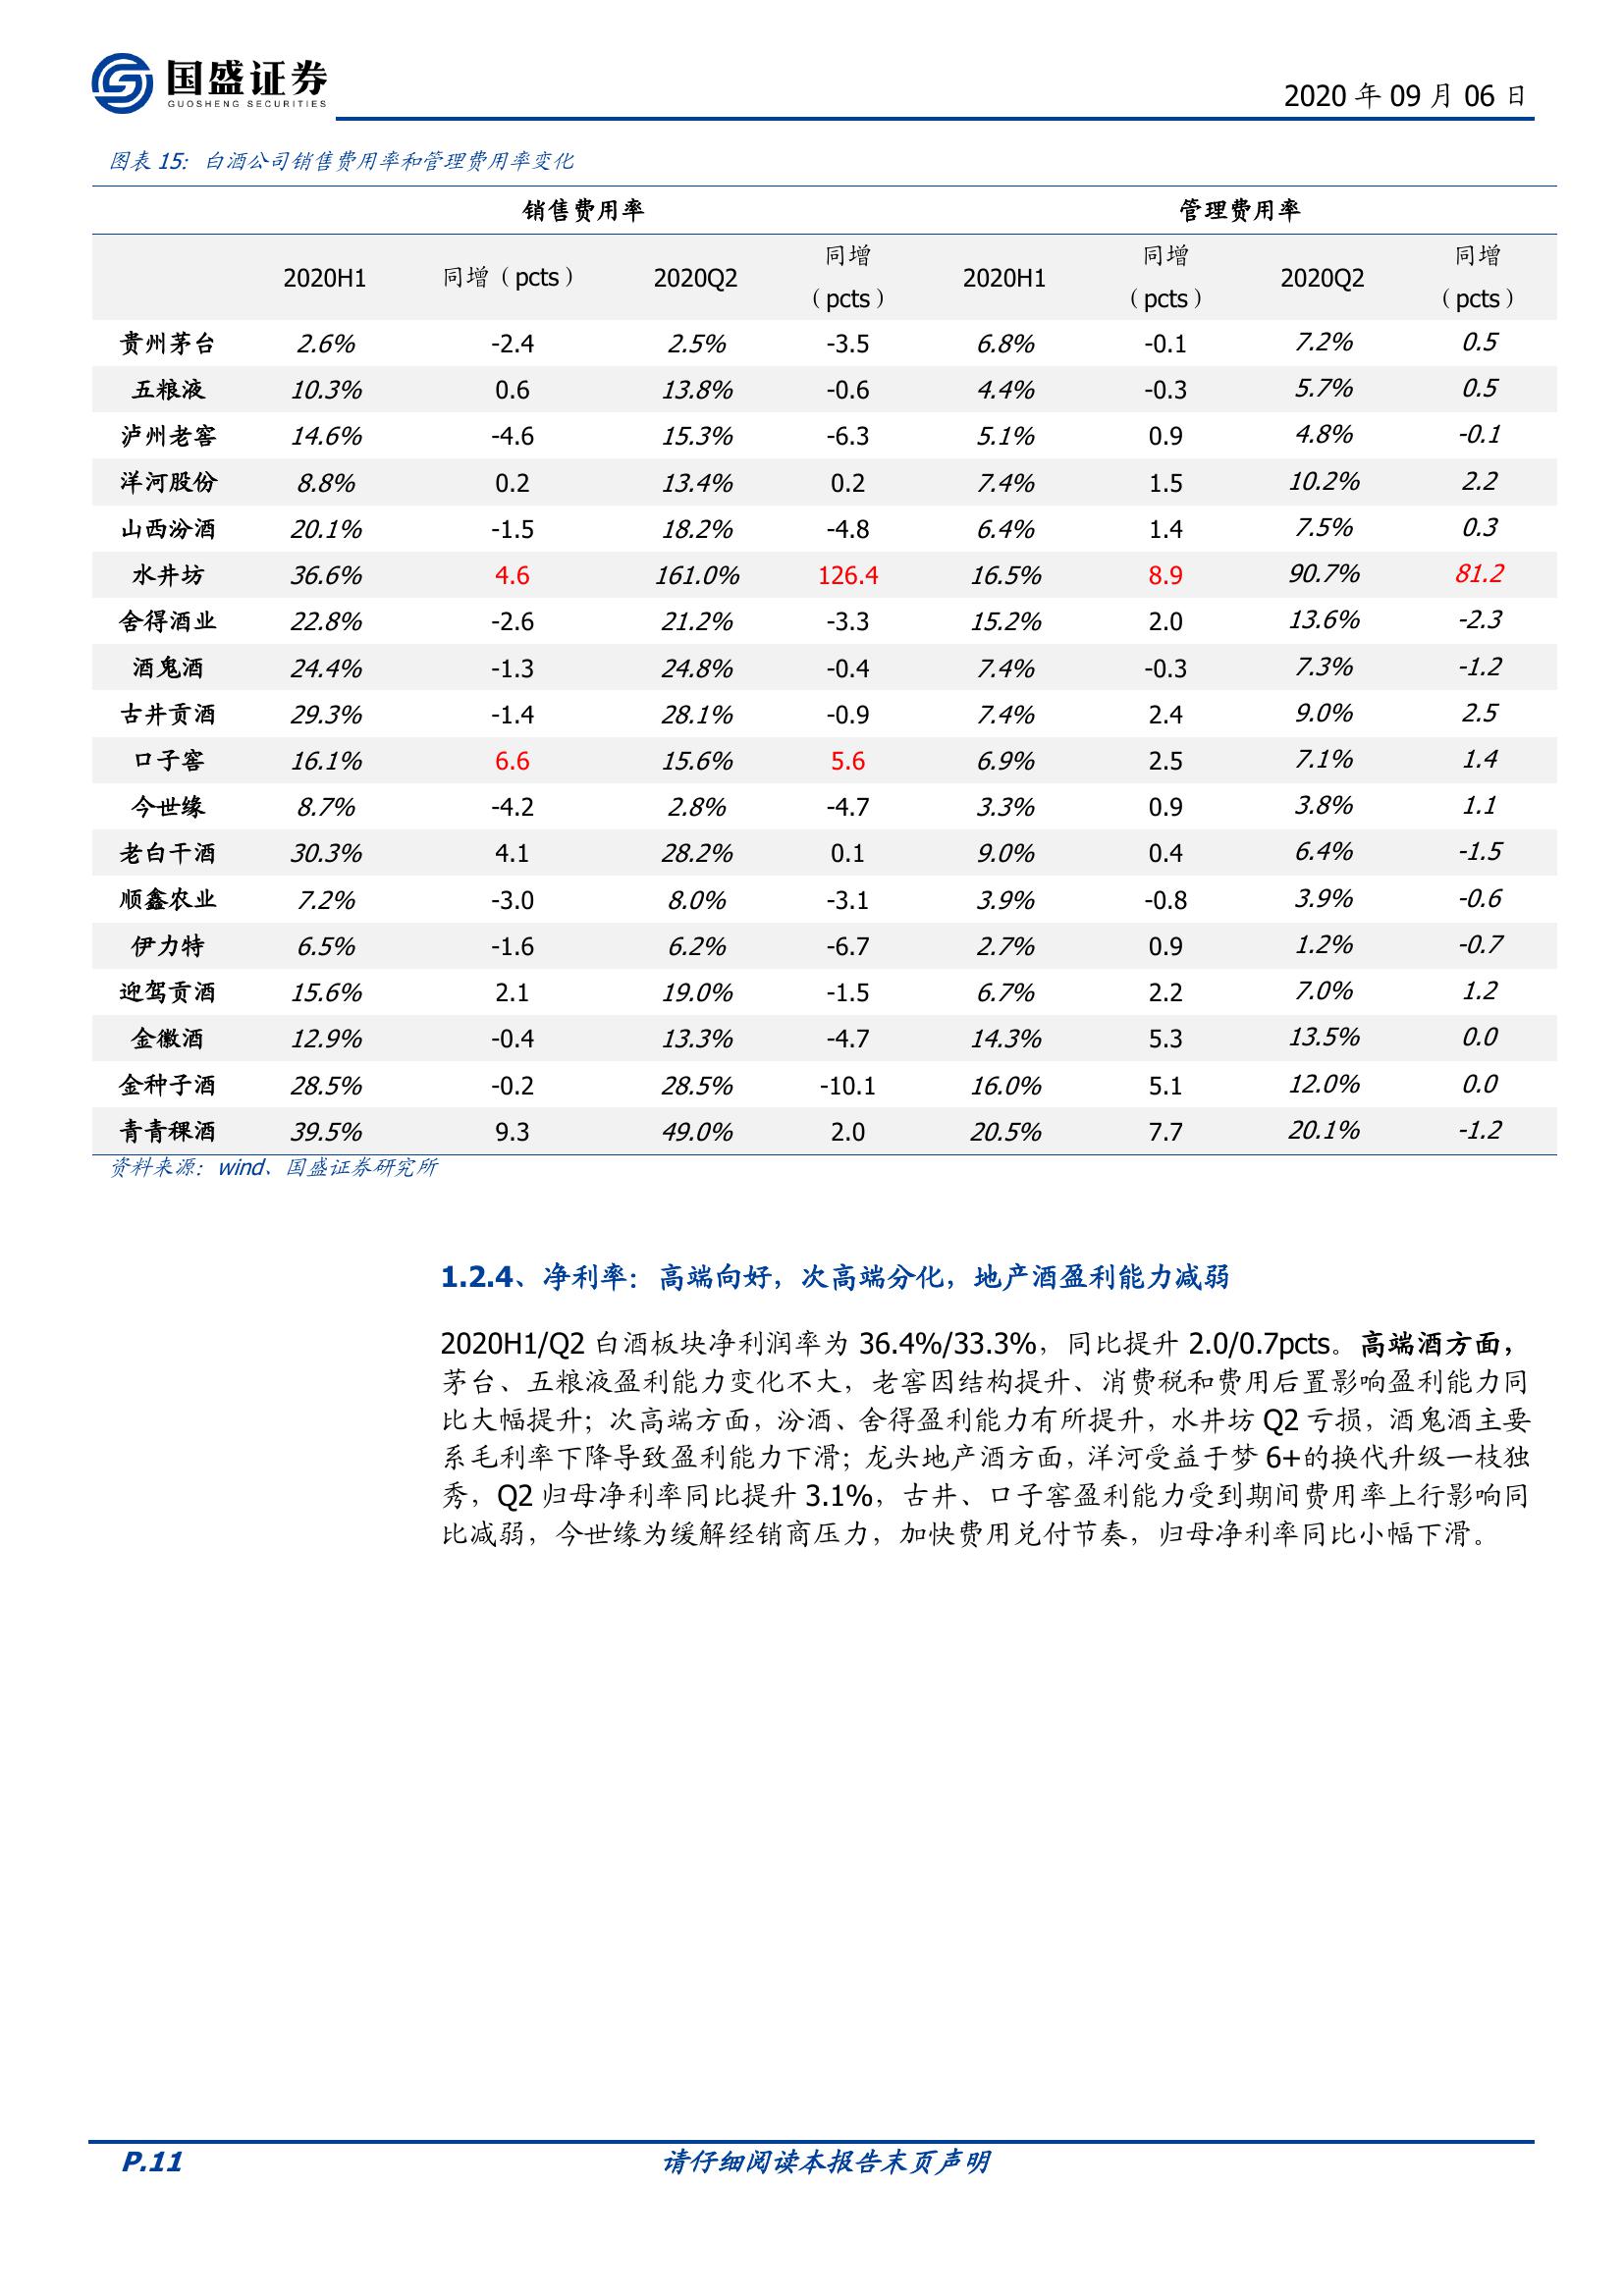 国盛证券
GUOSHENG SECURITIES
2020 年 09 月 06 日
图表 15：白酒公司销售费用率和管理费用率变化
销售费用率 管理费用率
2020H1 同增（pcts） 2020Q2 同增（pcts） 2020H1 同增（pcts） 2020Q2 同增（pcts）
贵州茅台 2.6% -2.4 2.5% -3.5 6.8% -0.1 7.2% 0.5
五粮液 10.3% 0.6 13.8% -0.6 4.4% -0.3 5.7% 0.5
泸州老窖 14.6% -4.6 15.3% -6.3 5.1% 0.9 4.8% -0.1
洋河股份 8.8% 0.2 13.4% 0.2 7.4% 1.5 10.2% 2.2
山西汾酒 20.1% -1.5 18.2% -4.8 6.4% 1.4 7.5% 0.3
水井坊 36.6% 4.6 161.0% 126.4 16.5% 8.9 90.7% 81.2
舍得酒业 22.8% -2.6 21.2% -3.3 15.2% 2.0 13.6% -2.3
酒鬼酒 24.4% -1.3 24.8% -0.4 7.4% -0.3 7.3% -1.2
古井贡酒 29.3% -1.4 28.1% -0.9 7.4% 2.4 9.0% 2.5
口子窖 16.1% 6.6 15.6% 5.6 6.9% 2.5 7.1% 1.4
今世缘 8.7% -4.2 2.8% -4.7 3.3% 0.9 3.8% 1.1
老白干酒 30.3% 4.1 28.2% 0.1 9.0% 0.4 6.4% -1.5
顺鑫农业 7.2% -3.0 8.0% -3.1 3.9% -0.8 3.9% -0.6
伊力特 6.5% -1.6 6.2% -6.7 2.7% 0.9 1.2% -0.7
迎驾贡酒 15.6% 2.1 19.0% -1.5 6.7% 2.2 7.0% 1.2
金徽酒 12.9% -0.4 13.3% -4.7 14.3% 5.3 13.5% 0.0
金种子酒 28.5% -0.2 28.5% -10.1 16.0% 5.1 12.0% 0.0
青青稞酒 39.5% 9.3 49.0% 2.0 20.5% 7.7 20.1% -1.2
资料来源：wind、国盛证券研究所
1.2.4、净利率：高端向好，次高端分化，地产酒盈利能力减弱
2020H1/Q2 白酒板块净利润率为 36.4%/33.3%，同比提升 2.0/0.7pcts。高端酒方面，
茅台、五粮液盈利能力变化不大，老窖因结构提升、消费税和费用后置影响盈利能力同
比大幅提升；次高端方面，汾酒、舍得盈利能力有所提升，水井坊 Q2 亏损，酒鬼酒主要
系毛利率下降导致盈利能力下滑；龙头地产酒方面，洋河受益于梦 6+的换代升级一枝独
秀，Q2 归母净利率同比提升 3.1%，古井、口子窖盈利能力受到期间费用率上行影响同
比减弱，今世缘为缓解经销商压力，加快费用兑付节奏，归母净利率同比小幅下滑。
P.11 请仔细阅读本报告末页声明